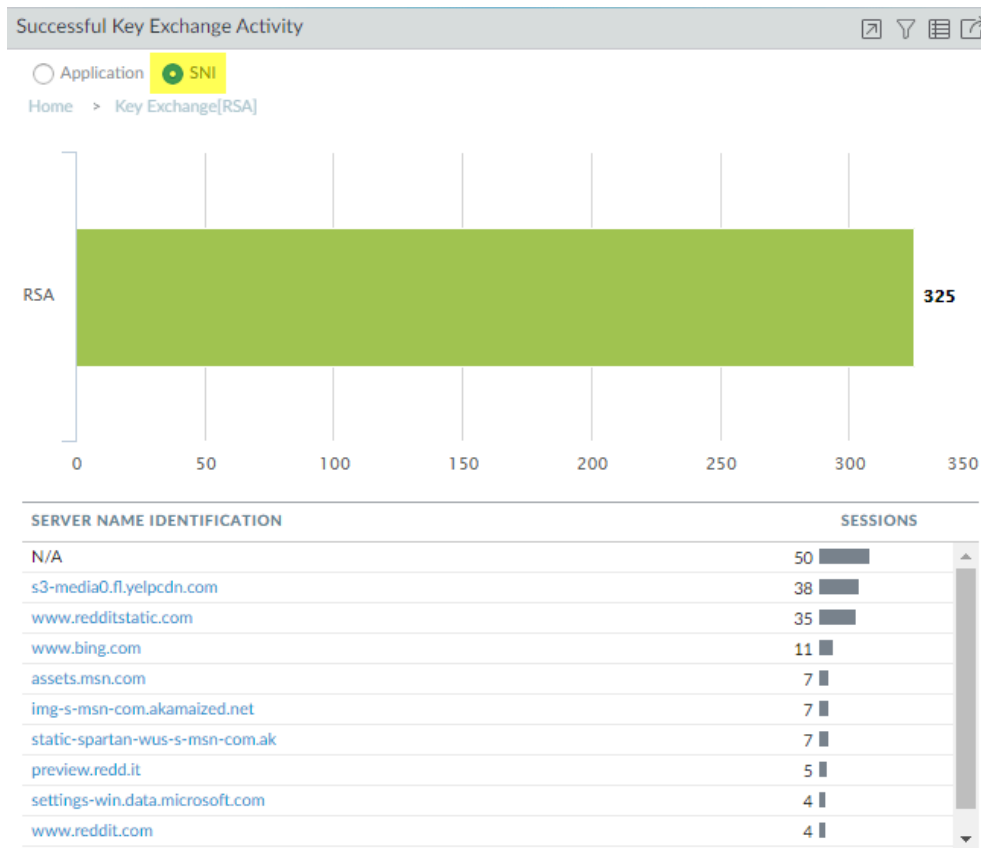 Successful Key Exchange Activity
Application SNI
Home > Key Exchange[RSA]
RSA
325
0 50 100 150 200 250 300 350
SERVER NAME IDENTIFICATION SESSIONS
N/A 50
s3-media0.fl.yelpcdn.com 38
www.redditstatic.com 35
www.bing.com 11
assets.msn.com 7
img-s-msn-com.akamaized.net 7
static-spartan-wus-s-msn-com.ak 7
preview.redd.it 5
settings-win.data.microsoft.com 4
www.reddit.com 4